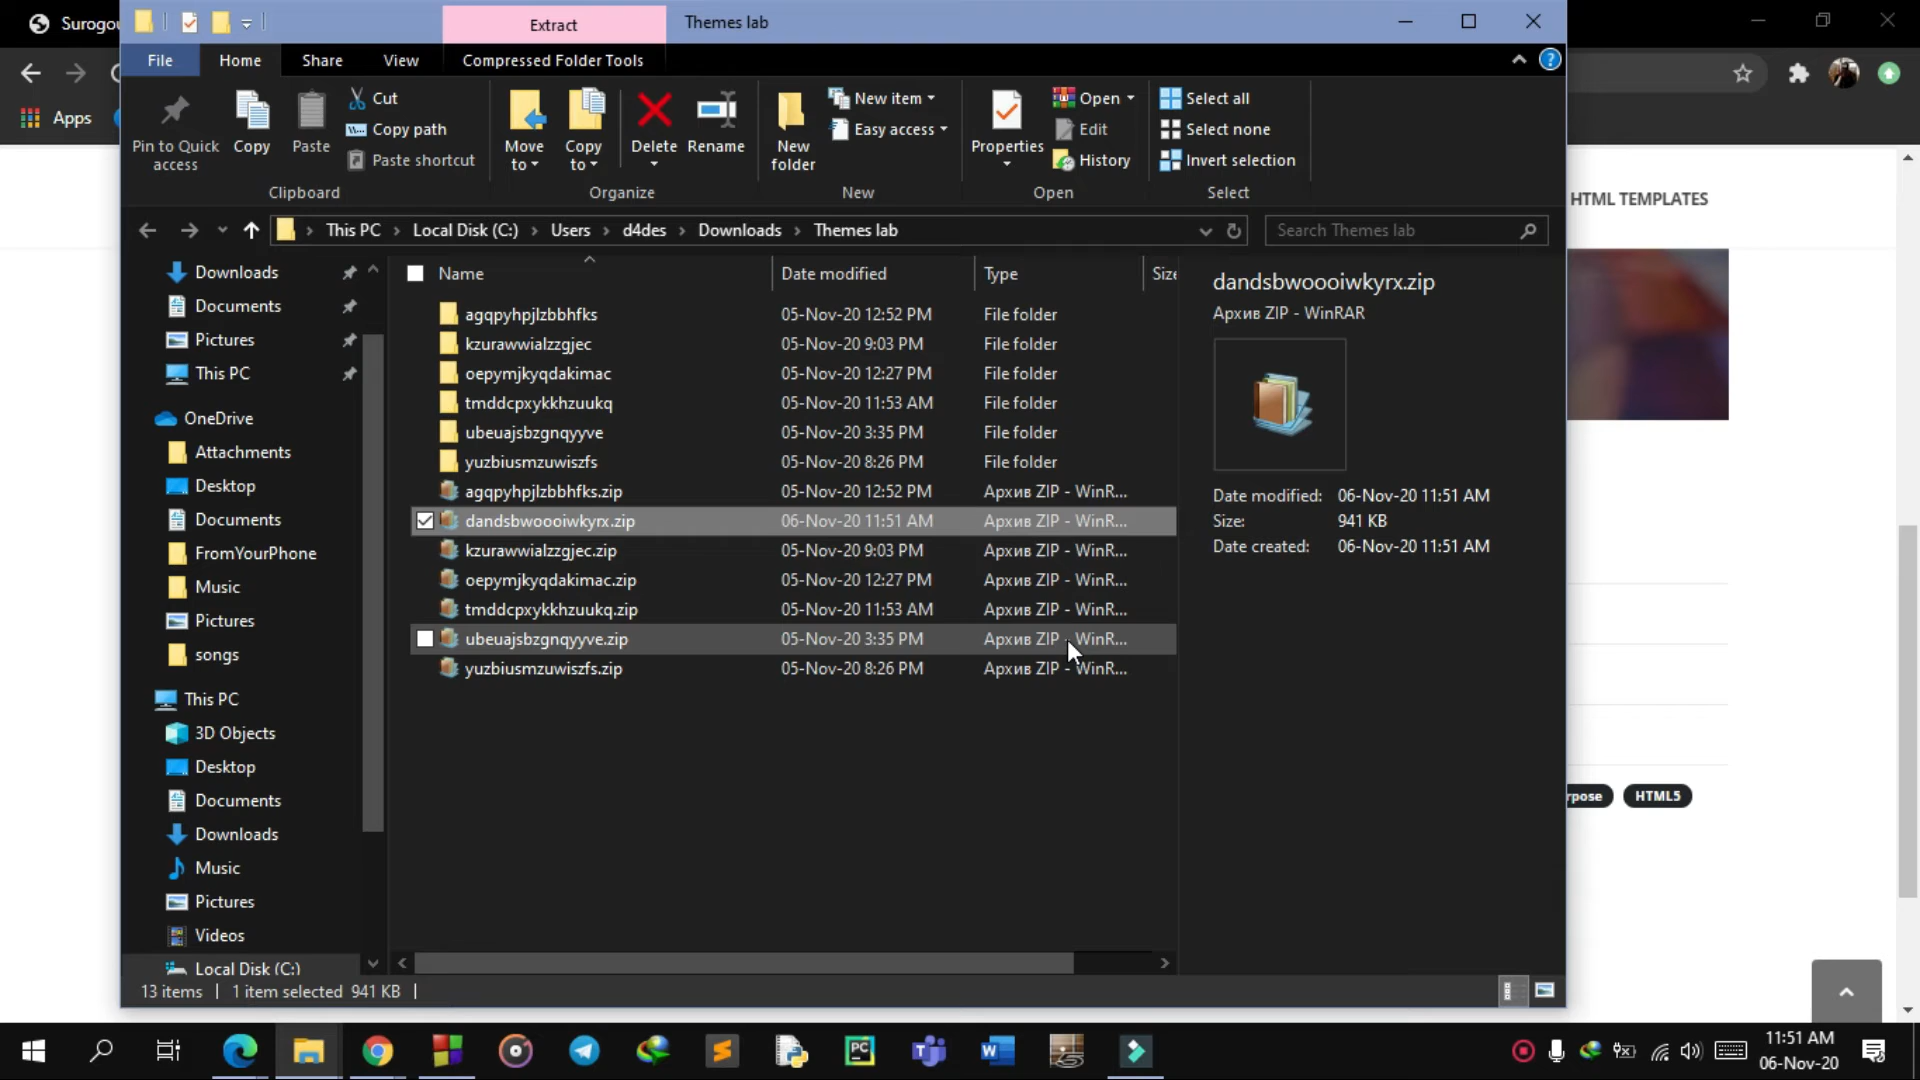 Surogou
Extract
Themes lab
File
Home
Share
View
Compressed Folder Tools
Apps
Pin to Quick access
Copy
Paste
Cut
Copy path
Paste shortcut
Clipboard
Move to
Copy to
Delete
Rename
Organize
New folder
New item
Easy access
New
Properties
Open
Edit
History
Open
Select all
Select none
Invert selection
Select
HTML TEMPLATES
This PC > Local Disk (C:) > Users > d4des > Downloads > Themes lab
Search Themes lab
Downloads
Documents
Pictures
This PC
OneDrive
Attachments
Desktop
Documents
FromYourPhone
Music
Pictures
songs
This PC
3D Objects
Desktop
Documents
Downloads
Music
Pictures
Videos
Local Disk (C:)
Name Date modified Type Size
agqpyhpjlzbbhfks 05-Nov-20 12:52 PM File folder
kzurawwialzzgjec 05-Nov-20 9:03 PM File folder
oepymjkyqdakimac 05-Nov-20 12:27 PM File folder
tmddcpxykkhzuukq 05-Nov-20 11:53 AM File folder
ubeuajsbzgnqyyve 05-Nov-20 3:35 PM File folder
yuzbiusmzuwiszfs 05-Nov-20 8:26 PM File folder
agqpyhpjlzbbhfks.zip 05-Nov-20 12:52 PM Архив ZIP - WinR...
dandsbwoooiwkyrx.zip 06-Nov-20 11:51 AM Архив ZIP - WinR...
kzurawwialzzgjec.zip 05-Nov-20 9:03 PM Архив ZIP - WinR...
oepymjkyqdakimac.zip 05-Nov-20 12:27 PM Архив ZIP - WinR...
tmddcpxykkhzuukq.zip 05-Nov-20 11:53 AM Архив ZIP - WinR...
ubeuajsbzgnqyyve.zip 05-Nov-20 3:35 PM Архив ZIP - WinR...
yuzbiusmzuwiszfs.zip 05-Nov-20 8:26 PM Архив ZIP - WinR...
dandsbwoooiwkyrx.zip
Архив ZIP - WinRAR
Date modified: 06-Nov-20 11:51 AM
Size: 941 KB
Date created: 06-Nov-20 11:51 AM
rpose
HTML5
13 items | 1 item selected 941 KB |
11:51 AM
06-Nov-20